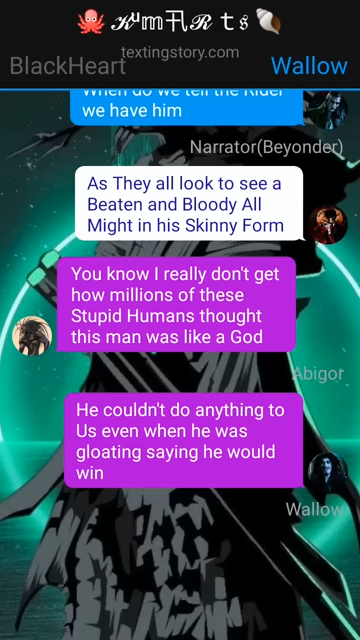 🐙 𝒦ᵘ𝕞卂ℛ 𝕥𝔰 🐚
textingstory.com
BlackHeart Wallow
When do we tell the Rider
we have him
Narrator(Beyonder)
As They all look to see a
Beaten and Bloody All
Might in his Skinny Form
You know I really don't get
how millions of these
Stupid Humans thought
this man was like a God
Abigor
He couldn't do anything to
Us even when he was
gloating saying he would
win
Wallow